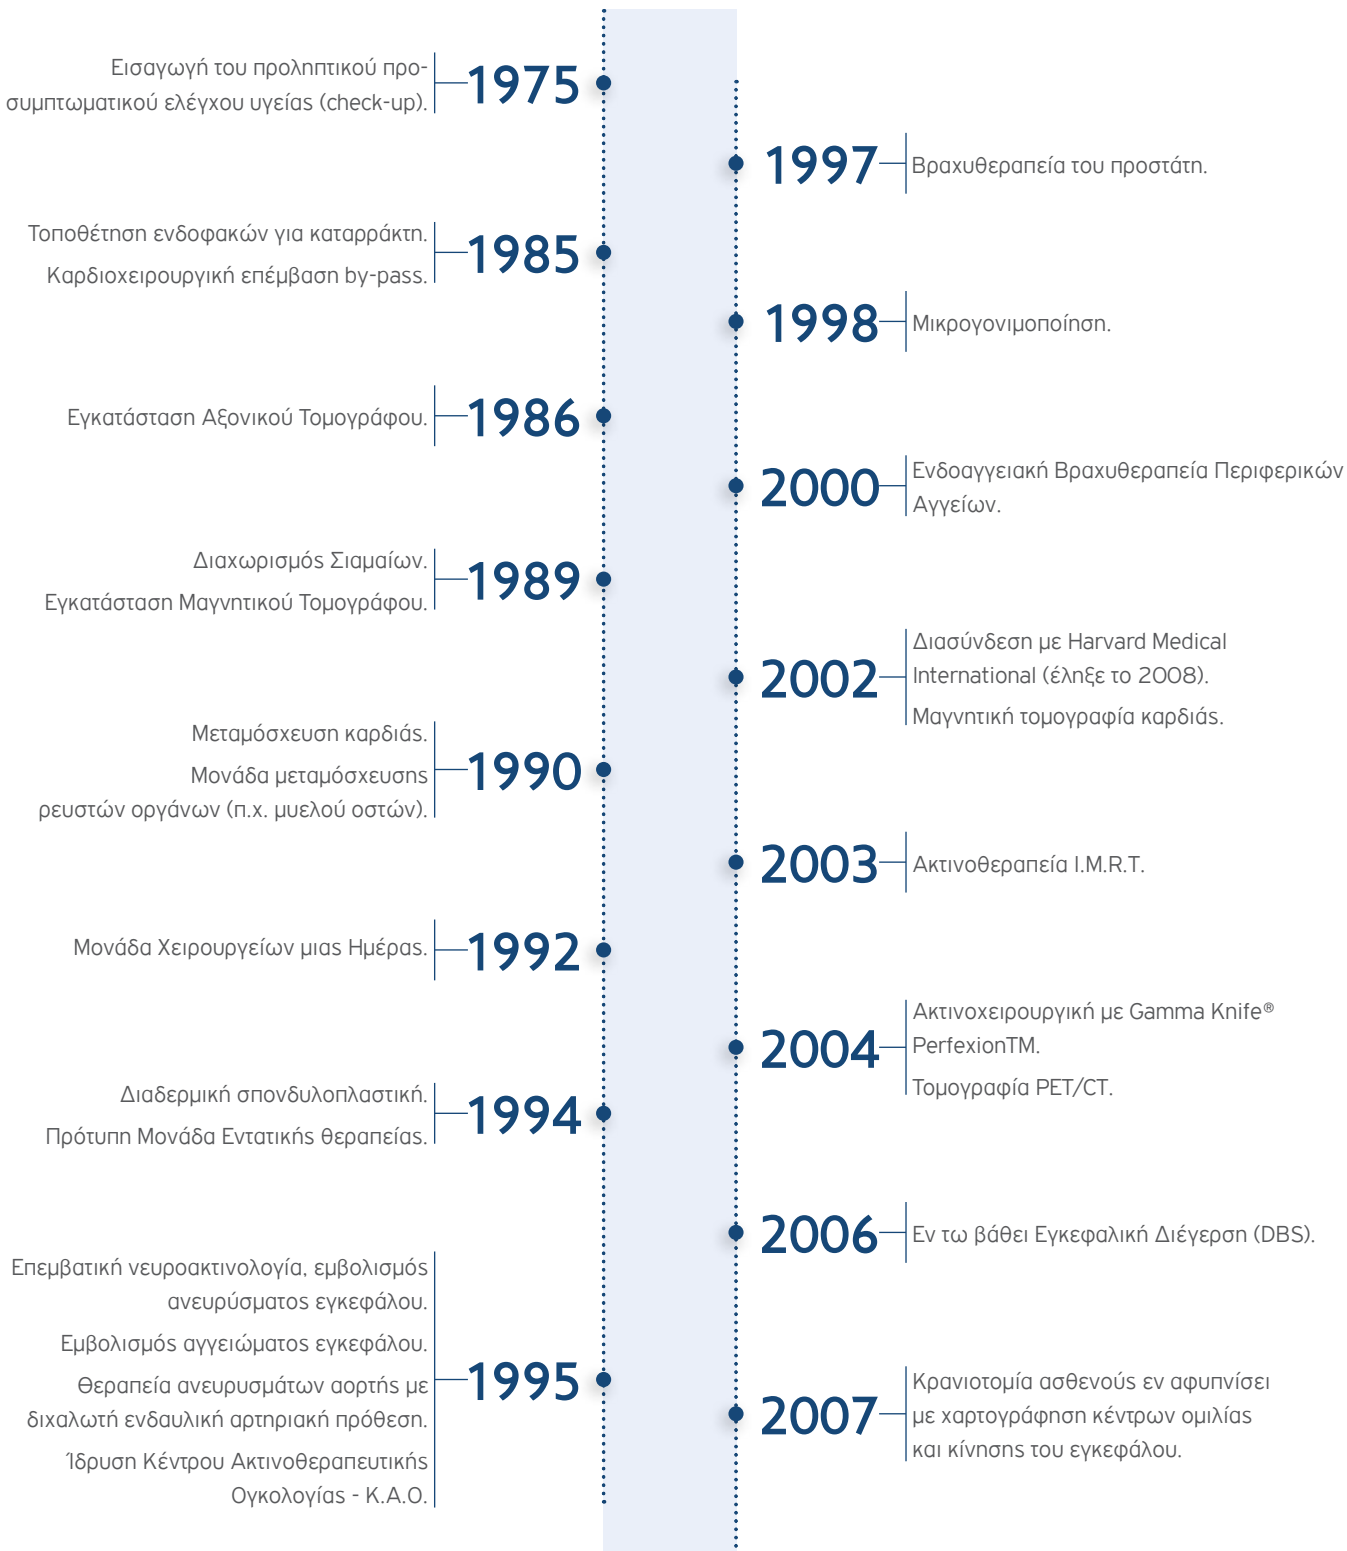 1975
Εισαγωγή του προληπτικού προ-
συμπτωματικού ελέγχου υγείας (check-up).
1985
Τοποθέτηση ενδοφακών για καταρράκτη.
Καρδιοχειρουργική επέμβαση by-pass.
1986
Εγκατάσταση Αξονικού Τομογράφου.
1989
Διαχωρισμός Σιαμαίων.
Εγκατάσταση Μαγνητικού Τομογράφου.
1990
Μεταμόσχευση καρδιάς.
Μονάδα μεταμόσχευσης
ρευστών οργάνων (π.χ. μυελού οστών).
1992
Μονάδα Χειρουργείων μιας Ημέρας.
1994
Διαδερμική σπονδυλοπλαστική.
Πρότυπη Μονάδα Εντατικής Θεραπείας.
1995
Επεμβατική νευροακτινολογία, εμβολισμός
ανευρύσματος εγκεφάλου.
Εμβολισμός αγγειώματος εγκεφάλου.
Θεραπεία ανευρυσμάτων αορτής με
διχαλωτή ενδαυλική αρτηριακή πρόθεση.
Ίδρυση Κέντρου Ακτινοθεραπευτικής
Ογκολογίας - Κ.Α.Ο.
1997
Βραχυθεραπεία του προστάτη.
1998
Μικρογονιμοποίηση.
2000
Ενδοαγγειακή Βραχυθεραπεία Περιφερικών
Αγγείων.
2002
Διασύνδεση με Harvard Medical
International (έληξε το 2008).
Μαγνητική τομογραφία καρδιάς.
2003
Ακτινοθεραπεία I.M.R.T.
2004
Ακτινοχειρουργική με Gamma Knife®
PerfexionTM.
Τομογραφία PET/CT.
2006
Εν τω βάθει Εγκεφαλική Διέγερση (DBS).
2007
Κρανιοτομία ασθενούς εν αφυπνίσει
με χαρτογράφηση κέντρων ομιλίας
και κίνησης του εγκεφάλου.